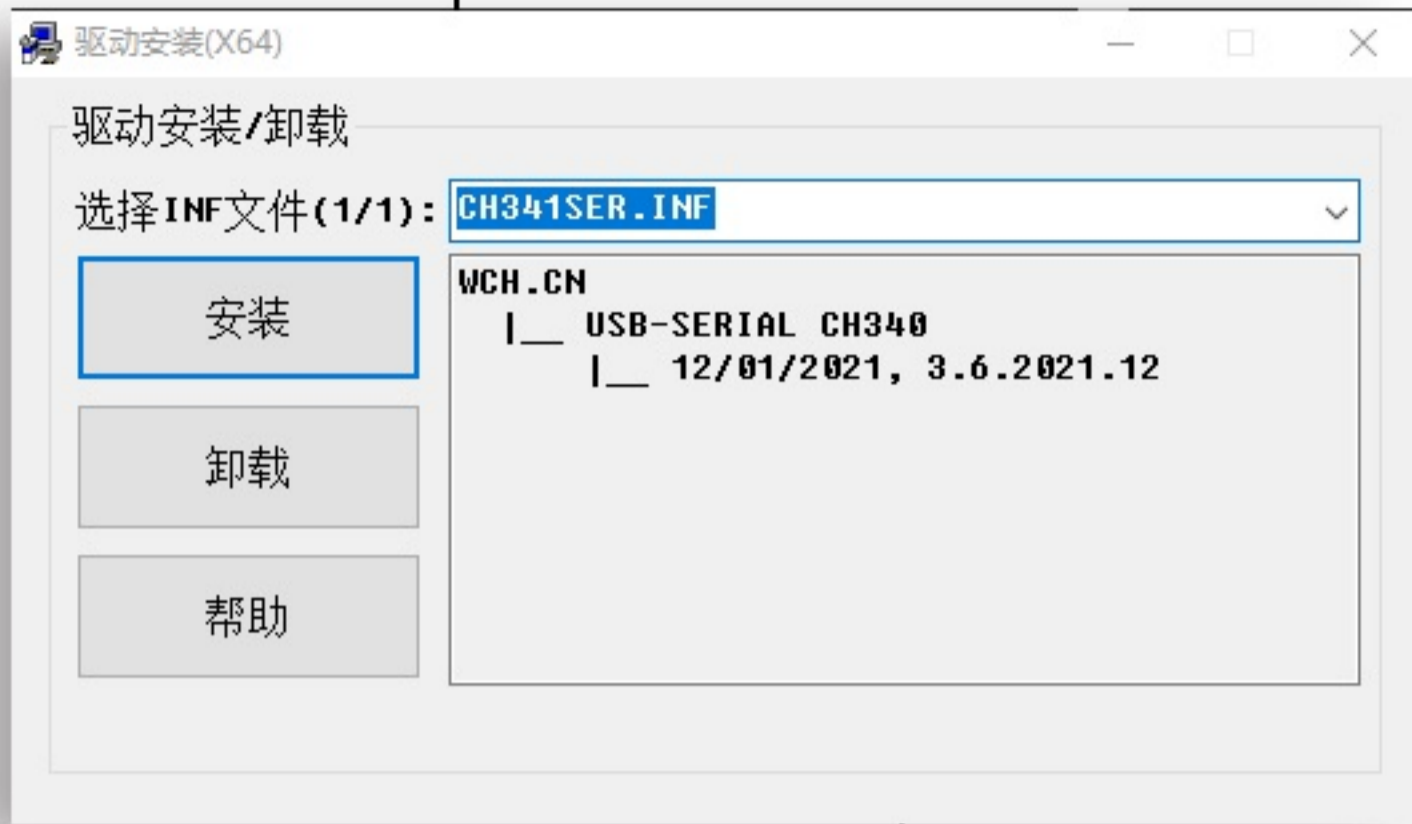 驱动安装(X64)
驱动安装/卸载
选择INF文件(1/1): CH341SER.INF
安装
卸载
帮助
WCH.CN
|__ USB-SERIAL CH340
|__ 12/01/2021, 3.6.2021.12